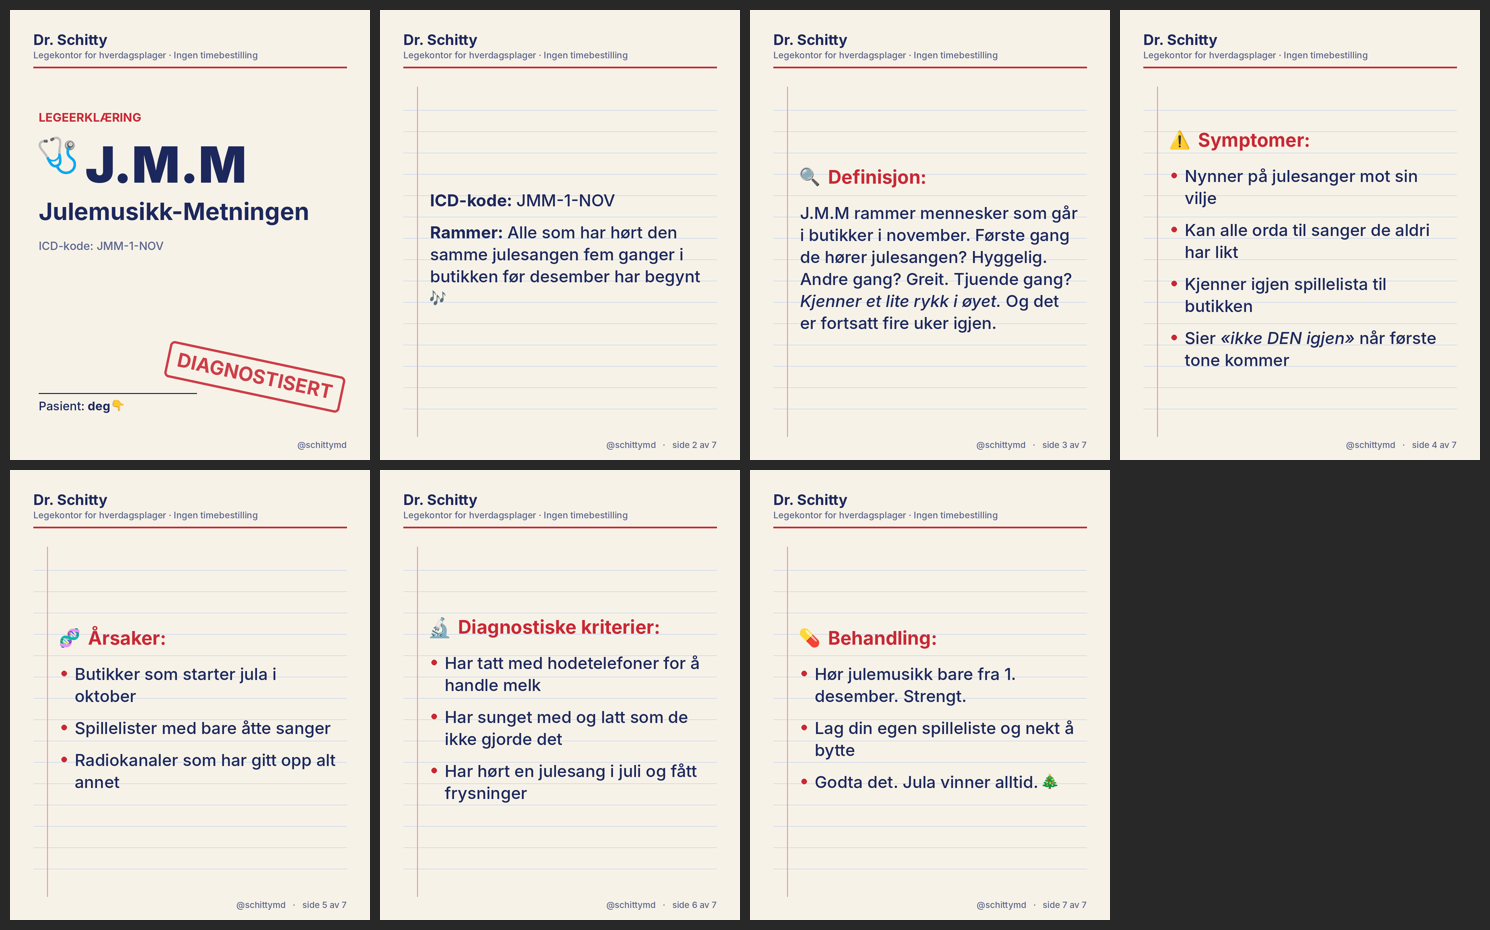 Dr. Schitty
Legekontor for hverdagsplager · Ingen timebestilling
LEGEERKLÆRING
🩺 J.M.M
Julemusikk-Metningen
ICD-kode: JMM-1-NOV
DIAGNOSTISERT
Pasient: deg👇
@schittymd
Dr. Schitty
Legekontor for hverdagsplager · Ingen timebestilling
ICD-kode: JMM-1-NOV
Rammer: Alle som har hørt den
samme julesangen fem ganger i
butikken før desember har begynt
🎶
@schittymd · side 2 av 7
Dr. Schitty
Legekontor for hverdagsplager · Ingen timebestilling
🔍 Definisjon:
J.M.M rammer mennesker som går
i butikker i november. Første gang
de hører julesangen? Hyggelig.
Andre gang? Greit. Tjuende gang?
Kjenner et lite rykk i øyet. Og det
er fortsatt fire uker igjen.
@schittymd · side 3 av 7
Dr. Schitty
Legekontor for hverdagsplager · Ingen timebestilling
⚠️ Symptomer:
• Nynner på julesanger mot sin
vilje
• Kan alle orda til sanger de aldri
har likt
• Kjenner igjen spillelista til
butikken
• Sier «ikke DEN igjen» når første
tone kommer
@schittymd · side 4 av 7
Dr. Schitty
Legekontor for hverdagsplager · Ingen timebestilling
🧬 Årsaker:
• Butikker som starter jula i
oktober
• Spillelister med bare åtte sanger
• Radiokanaler som har gitt opp alt
annet
@schittymd · side 5 av 7
Dr. Schitty
Legekontor for hverdagsplager · Ingen timebestilling
🔬 Diagnostiske kriterier:
• Har tatt med hodetelefoner for å
handle melk
• Har sunget med og latt som de
ikke gjorde det
• Har hørt en julesang i juli og fått
frysninger
@schittymd · side 6 av 7
Dr. Schitty
Legekontor for hverdagsplager · Ingen timebestilling
💊 Behandling:
• Hør julemusikk bare fra 1.
desember. Strengt.
• Lag din egen spilleliste og nekt å
bytte
• Godta det. Jula vinner alltid. 🎄
@schittymd · side 7 av 7